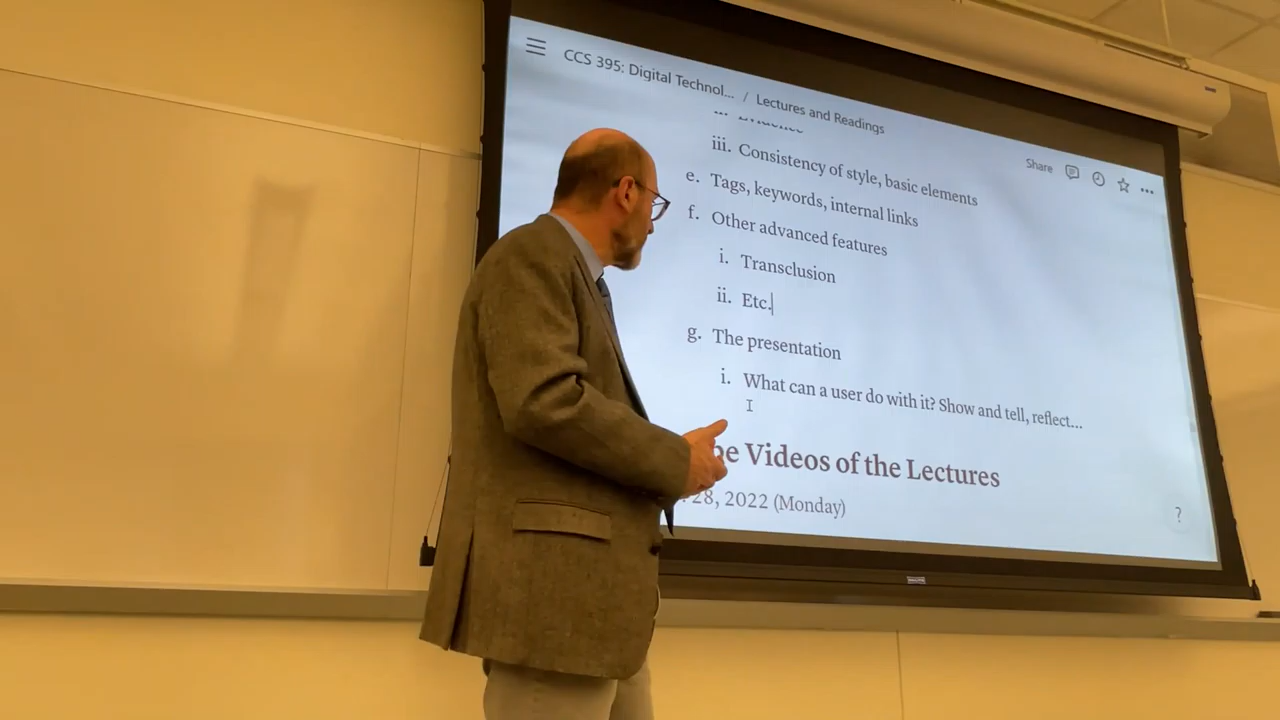 CCS 395: Digital Technol... / Lectures and Readings
Share
iii. Consistency of style, basic elements
e. Tags, keywords, internal links
f. Other advanced features
i. Transclusion
ii. Etc.
g. The presentation
i. What can a user do with it? Show and tell, reflect...
Videos of the Lectures
28, 2022 (Monday)
?